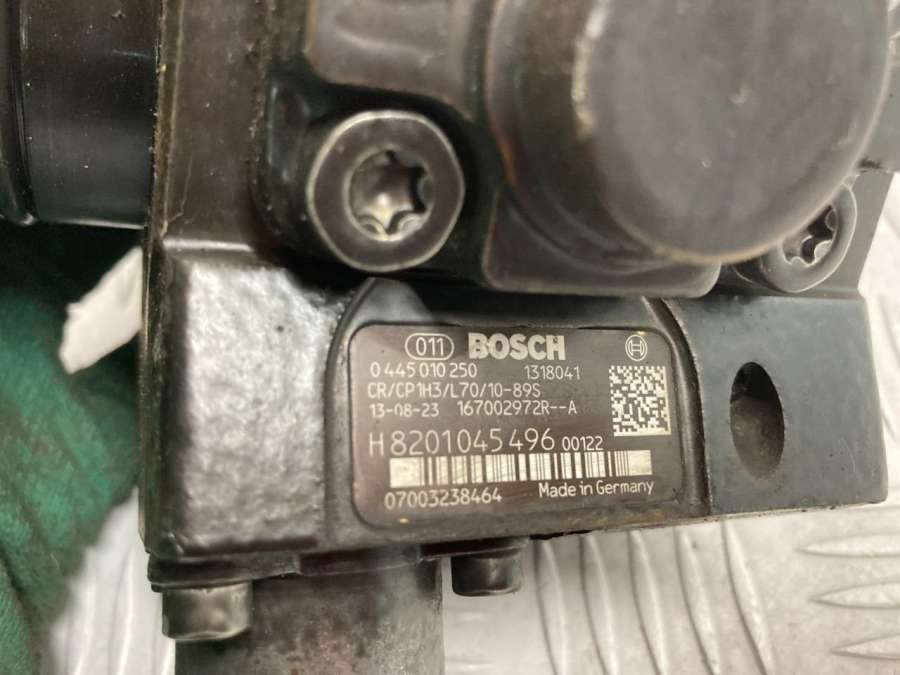 011 BOSCH
0 445 010 250 1318041
CR/CP1H3/L70/10-89S
13-08-23 167002972R--A
H8201045496 00122
07003238464 Made in Germany